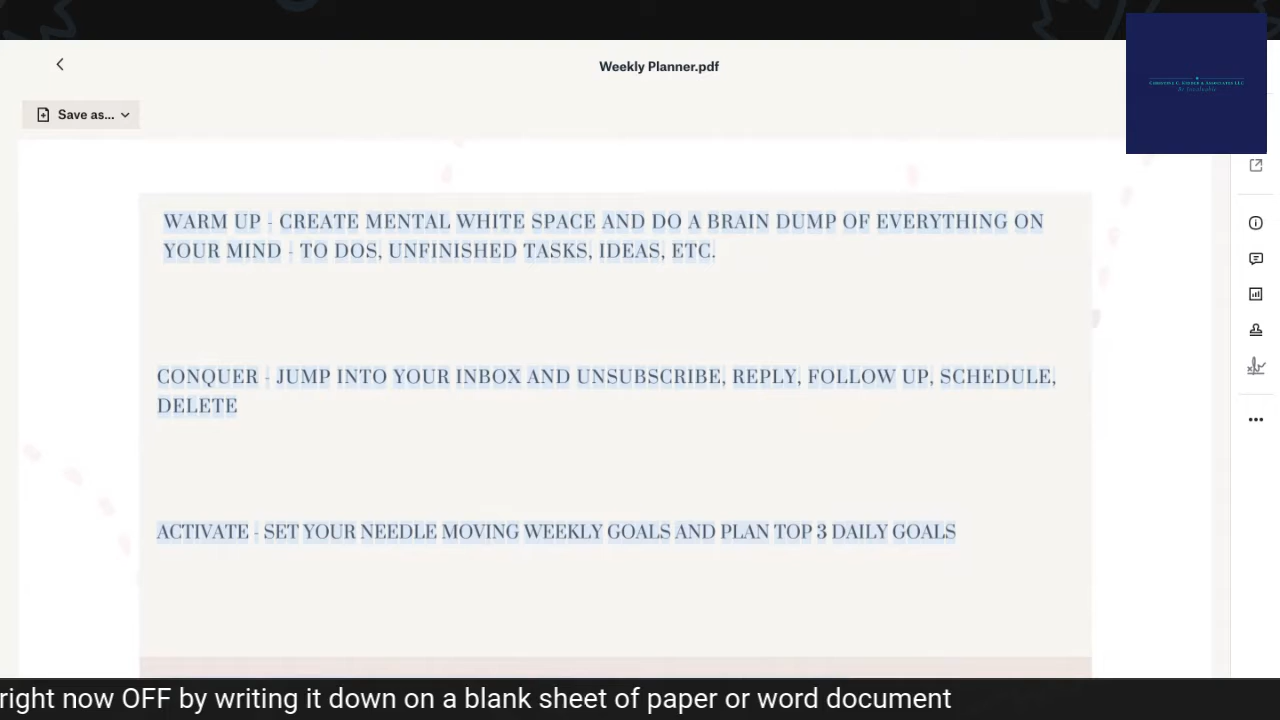 Weekly Planner.pdf
Save as...
WARM UP - CREATE MENTAL WHITE SPACE AND DO A BRAIN DUMP OF EVERYTHING ON
YOUR MIND - TO DOS, UNFINISHED TASKS, IDEAS, ETC.
CONQUER - JUMP INTO YOUR INBOX AND UNSUBSCRIBE, REPLY, FOLLOW UP, SCHEDULE,
DELETE
ACTIVATE - SET YOUR NEEDLE MOVING WEEKLY GOALS AND PLAN TOP 3 DAILY GOALS
right now OFF by writing it down on a blank sheet of paper or word document